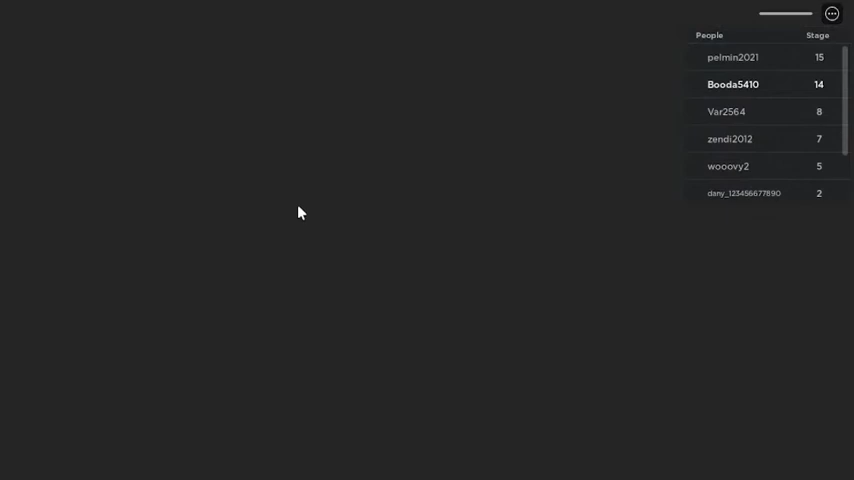 People Stage
pelmin2021 15
Booda5410 14
Var2564 8
zendi2012 7
wooovy2 5
dany_123456677890 2